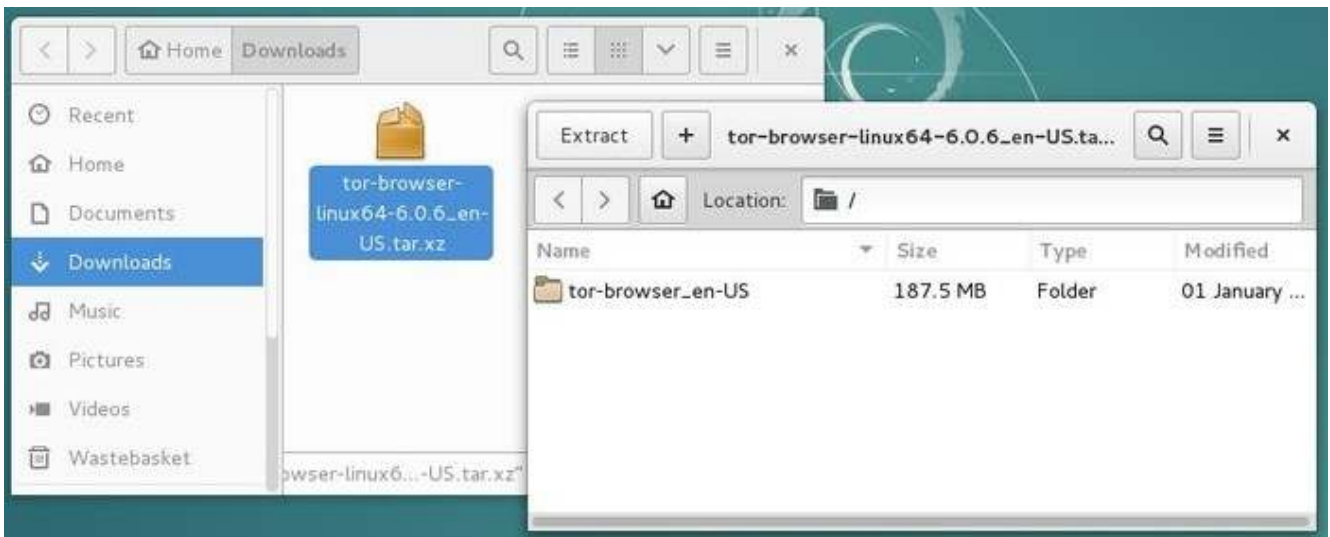 Home Downloads
Recent
Home
Documents
Downloads
Music
Pictures
Videos
Wastebasket
tor-browser-
linux64-6.0.6_en-
US.tar.xz
owser-linux6...-US.tar.xz"
Extract + tor-browser-linux64-6.0.6_en-US.ta...
Location: /
Name Size Type Modified
tor-browser_en-US 187.5 MB Folder 01 January ...